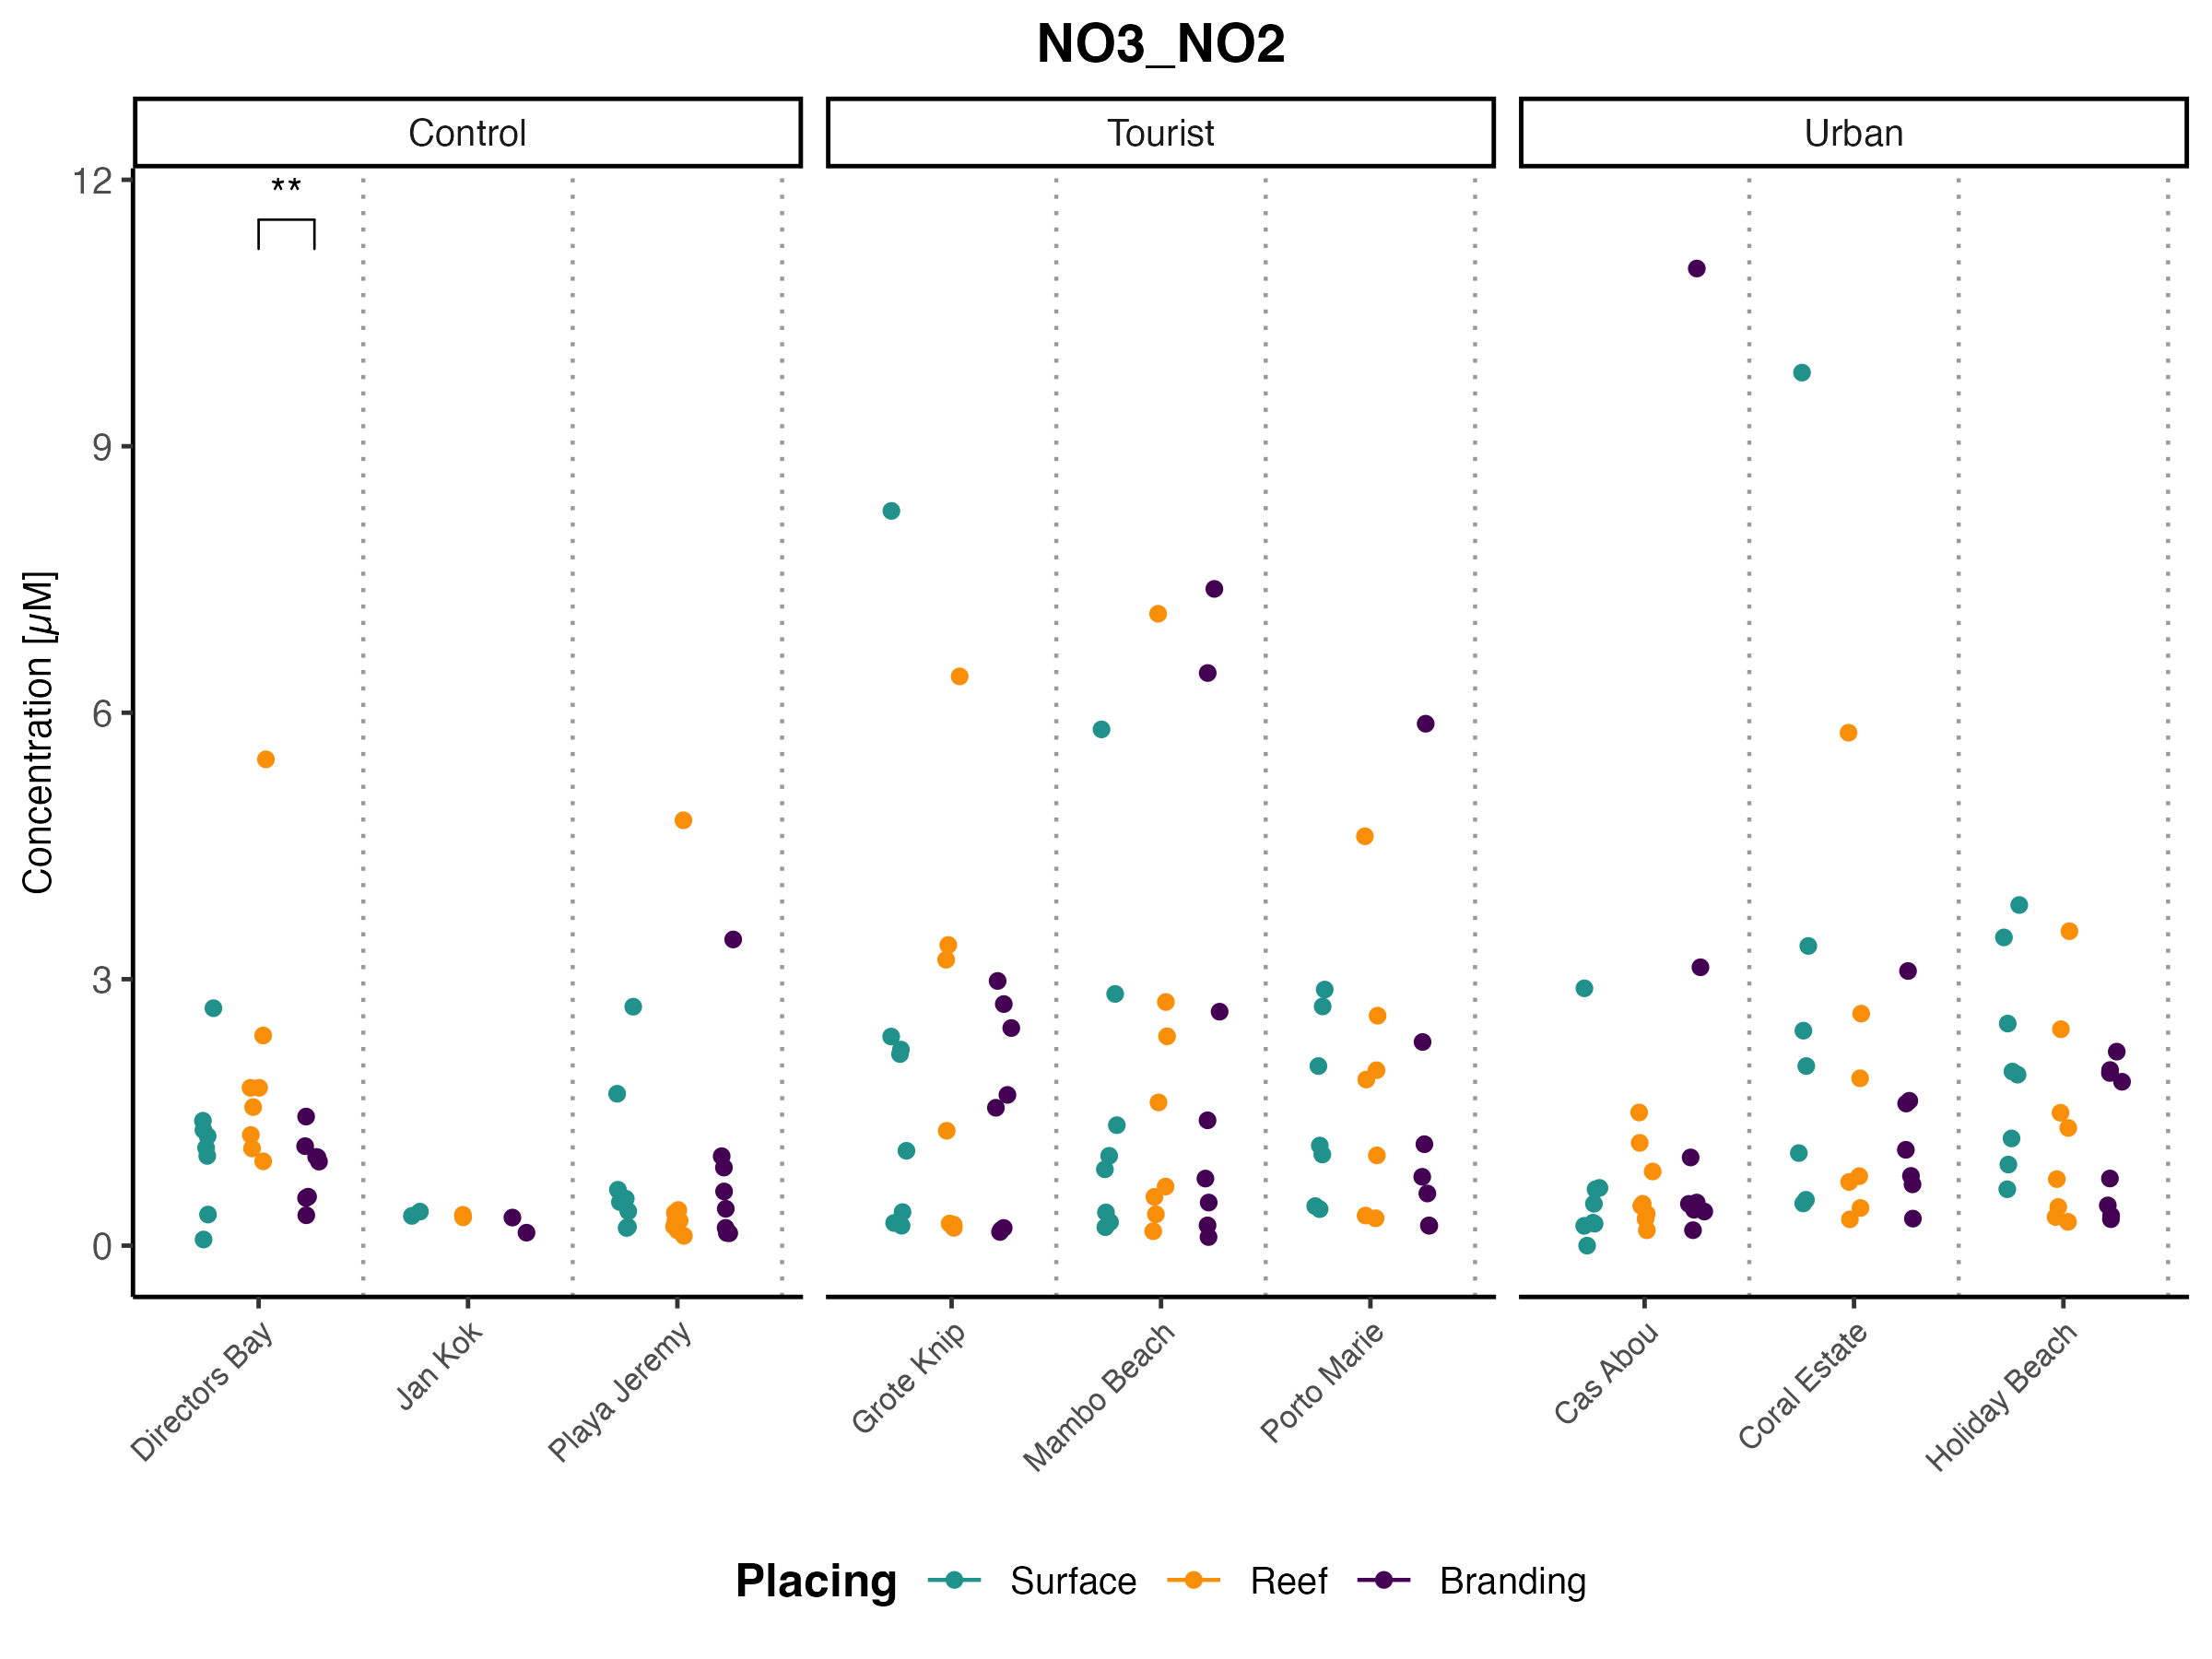 NO3_NO2
Control
Tourist
Urban
**
12
9
6
3
0
Concentration [µM]
Directors Bay
Jan Kok
Playa Jeremy
Grote Knip
Mambo Beach
Porto Marie
Cas Abou
Coral Estate
Holiday Beach
Placing Surface Reef Branding